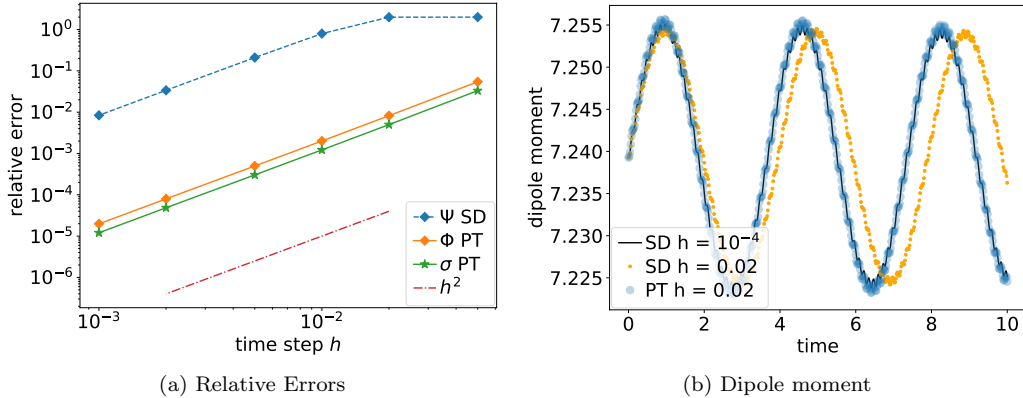 relative error
10⁰
10⁻¹
10⁻²
10⁻³
10⁻⁴
10⁻⁵
10⁻⁶
Ψ SD
Φ PT
σ PT
h²
10⁻³
10⁻²
time step h
(a) Relative Errors
dipole moment
7.255
7.250
7.245
7.240
7.235
7.230
7.225
SD h = 10⁻⁴
SD h = 0.02
PT h = 0.02
0 2 4 6 8 10
time
(b) Dipole moment